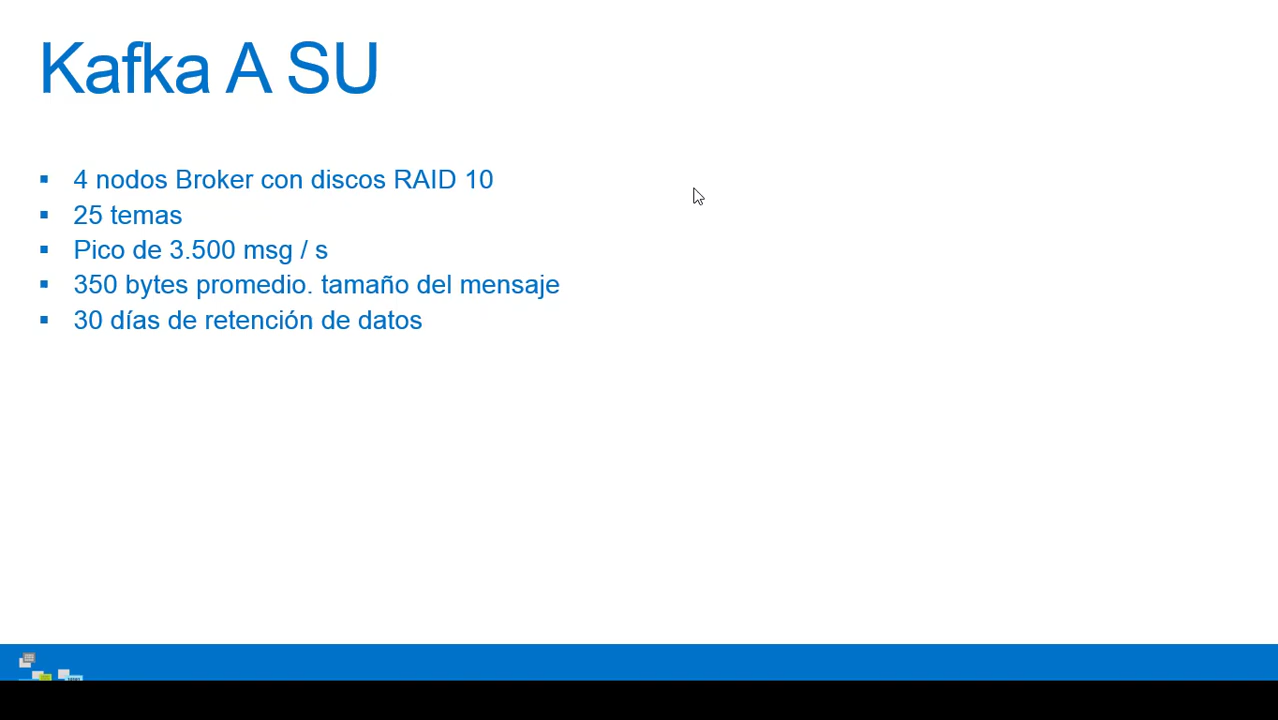 Kafka A SU
▪ 4 nodos Broker con discos RAID 10
▪ 25 temas
▪ Pico de 3.500 msg / s
▪ 350 bytes promedio. tamaño del mensaje
▪ 30 días de retención de datos